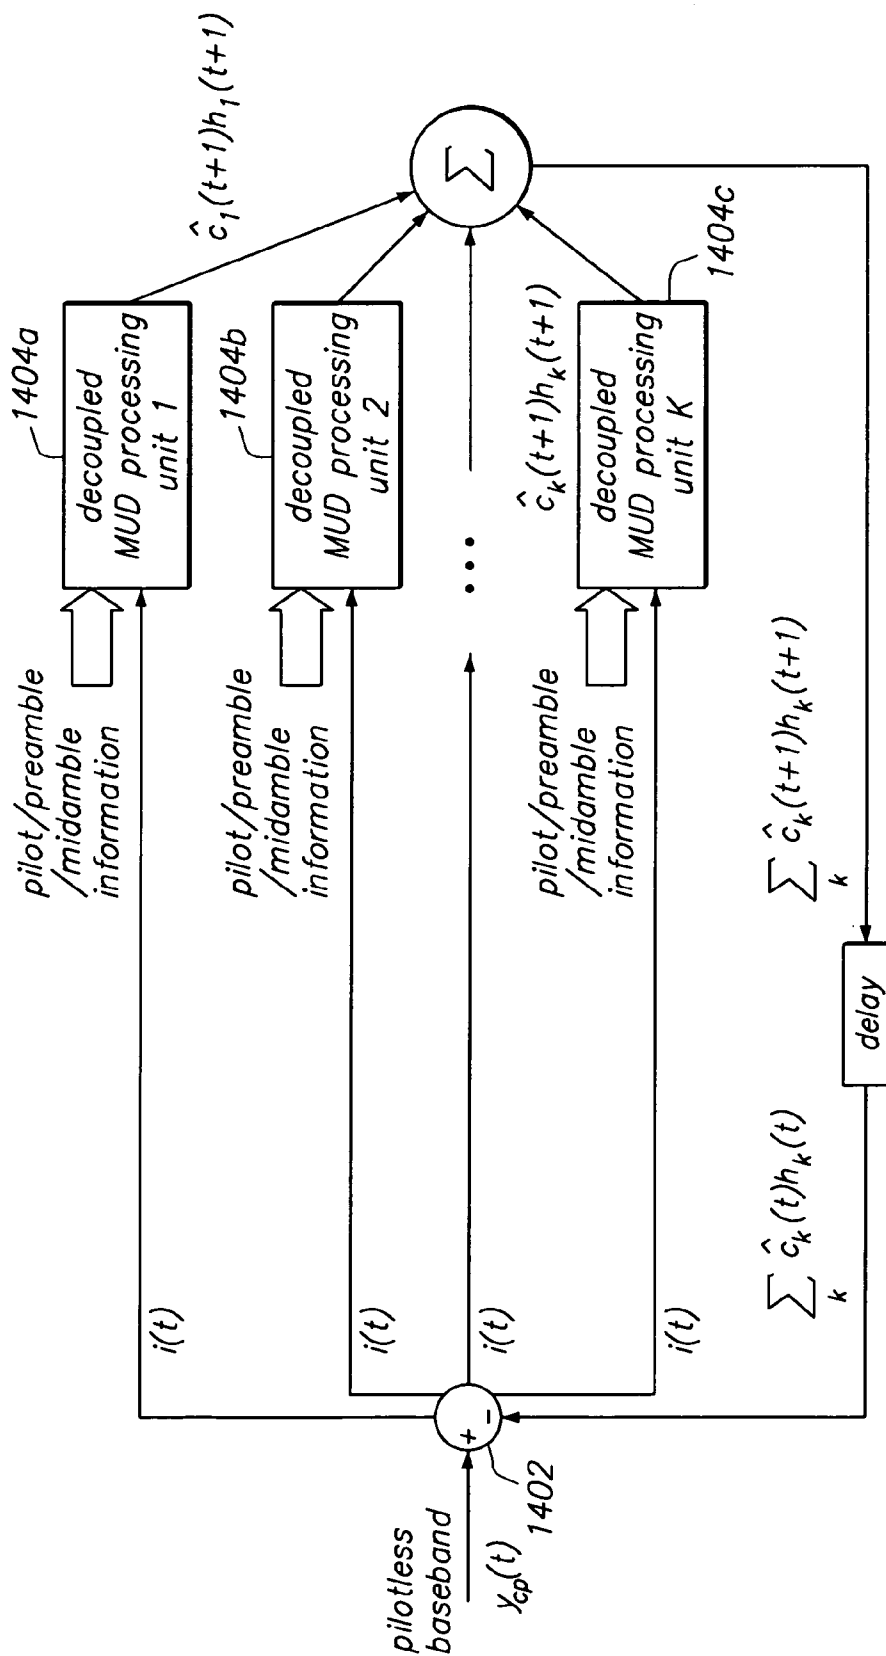 pilotless
baseband
y_cp(t)
1402
+
-
i(t)
i(t)
i(t)
i(t)
pilot/preamble
/midamble
information
1404a
decoupled
MUD processing
unit 1
pilot/preamble
/midamble
information
1404b
decoupled
MUD processing
unit 2
...
pilot/preamble
/midamble
information
1404c
decoupled
MUD processing
unit K
ĉ_1(t+1)h_1(t+1)
ĉ_k(t+1)h_k(t+1)
∑
∑_k ĉ_k(t+1)h_k(t+1)
delay
∑_k ĉ_k(t)h_k(t)